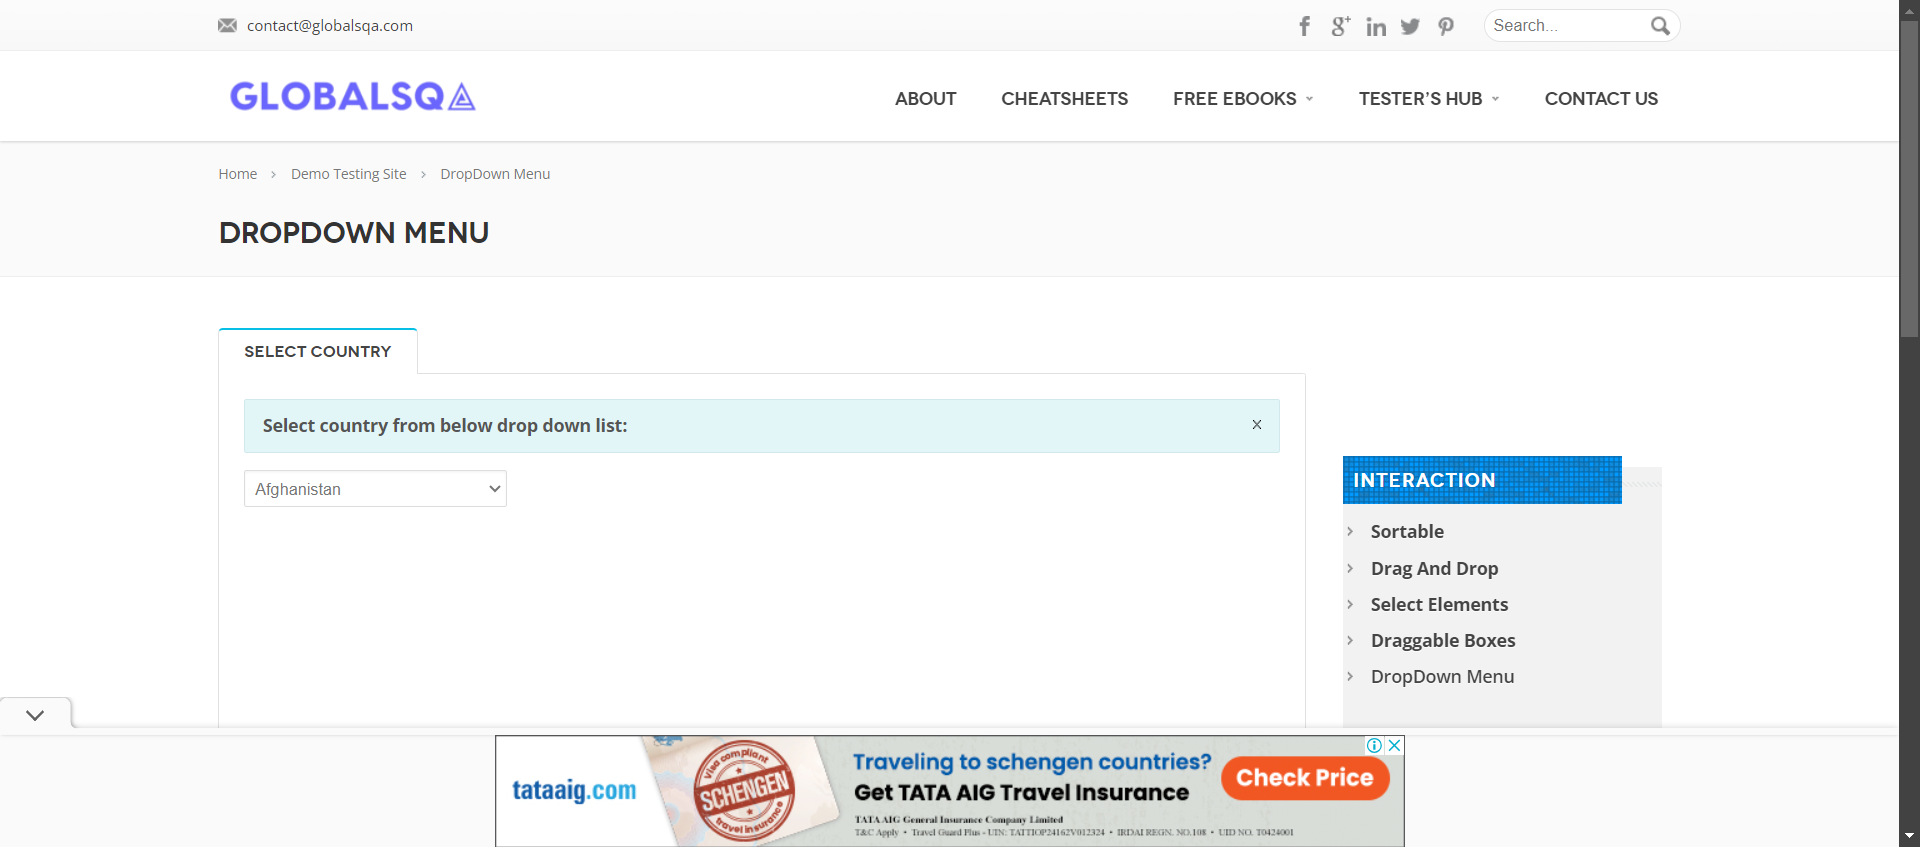 contact@globalsqa.com
Search...
GLOBALSQA
ABOUT
CHEATSHEETS
FREE EBOOKS
TESTER'S HUB
CONTACT US
Home > Demo Testing Site > DropDown Menu
DROPDOWN MENU
SELECT COUNTRY
Select country from below drop down list:
x
Afghanistan
INTERACTION
Sortable
Drag And Drop
Select Elements
Draggable Boxes
DropDown Menu
tataaig.com
Visa compliant
SCHENGEN
travel insurance
Traveling to schengen countries?
Get TATA AIG Travel Insurance
TATA AIG General Insurance Company Limited
T&C Apply • Travel Guard Plus - UIN: TATTIOP24162V012324 • IRDAI REGN. NO.108 • UID NO. T0424001
Check Price